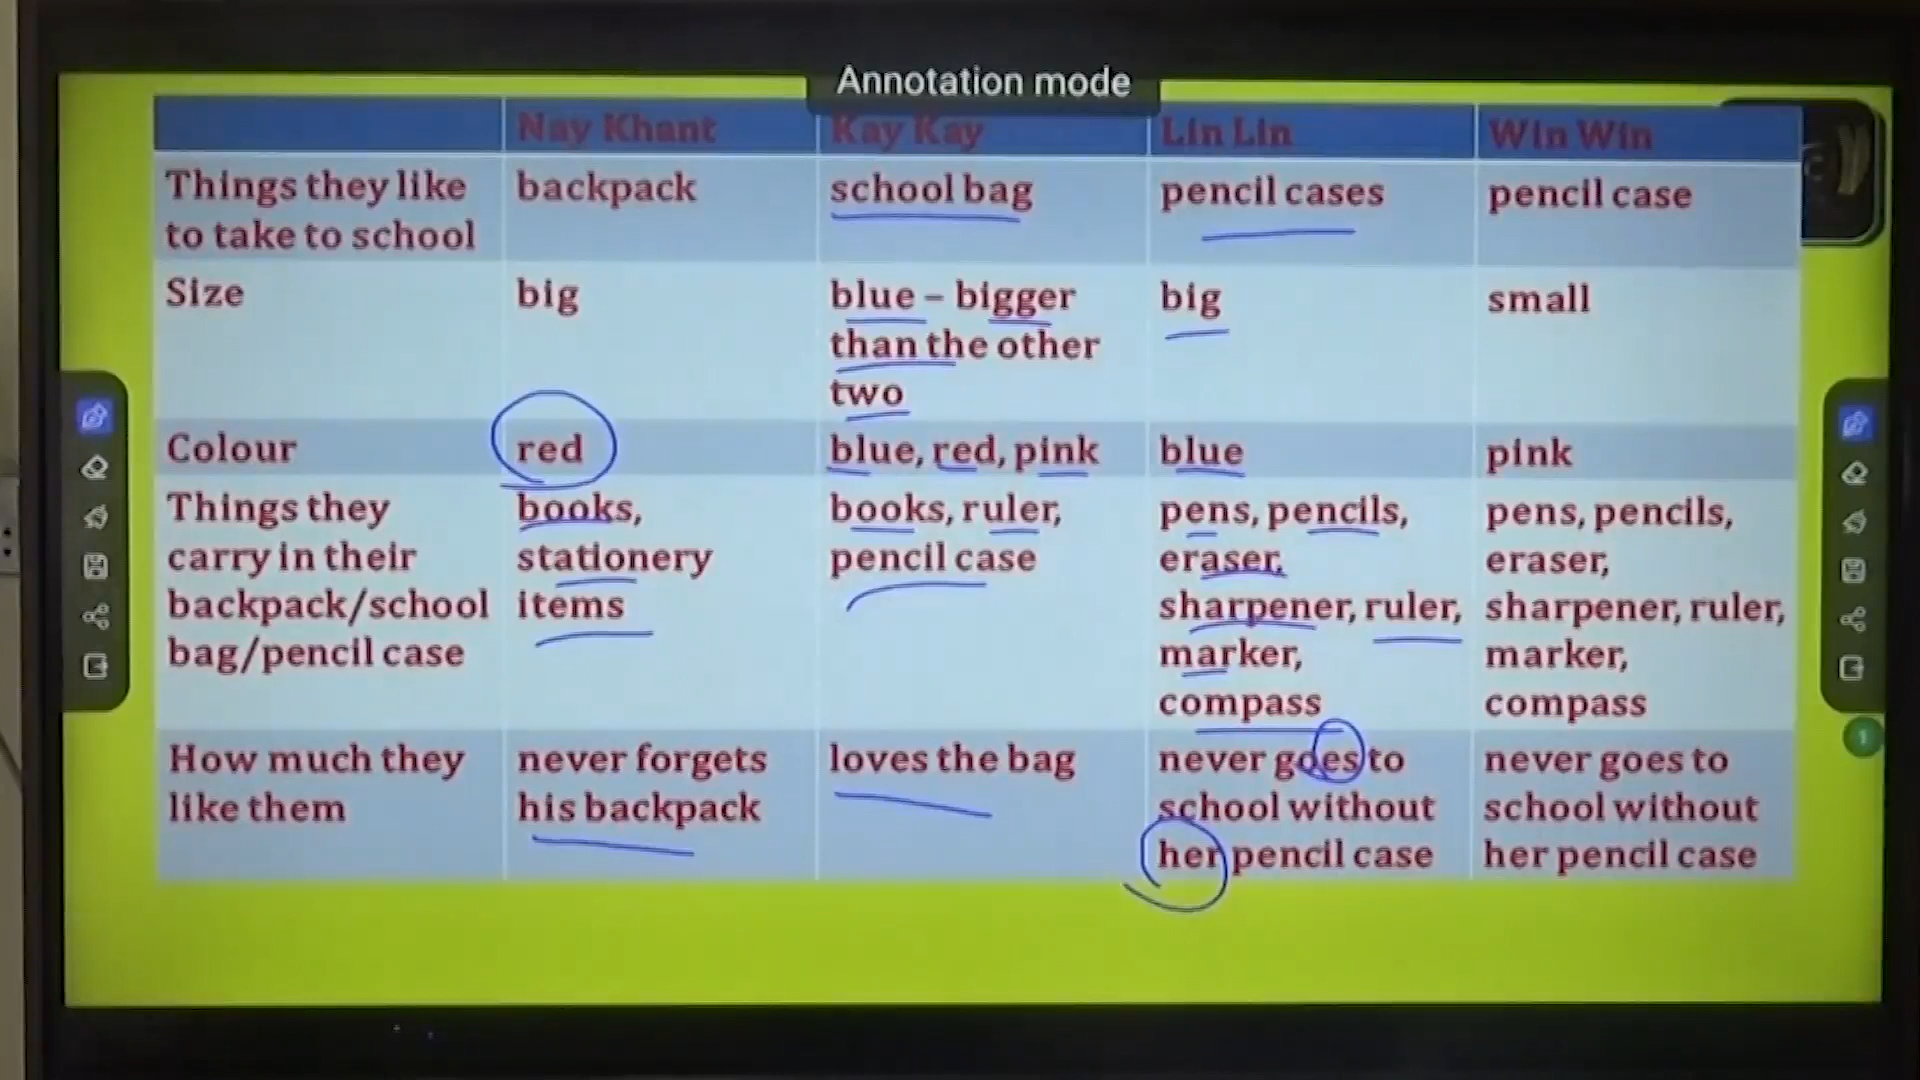 Annotation mode
Nay Khant Kay Kay Lin Lin Win Win
Things they like
to take to school
backpack
school bag
pencil cases
pencil case
Size
big
blue – bigger
than the other
two
big
small
Colour
red
blue, red, pink
blue
pink
Things they
carry in their
backpack/school
bag/pencil case
books,
stationery
items
books, ruler,
pencil case
pens, pencils,
eraser,
sharpener, ruler,
marker,
compass
pens, pencils,
eraser,
sharpener, ruler,
marker,
compass
How much they
like them
never forgets
his backpack
loves the bag
never goes to
school without
her pencil case
never goes to
school without
her pencil case
1